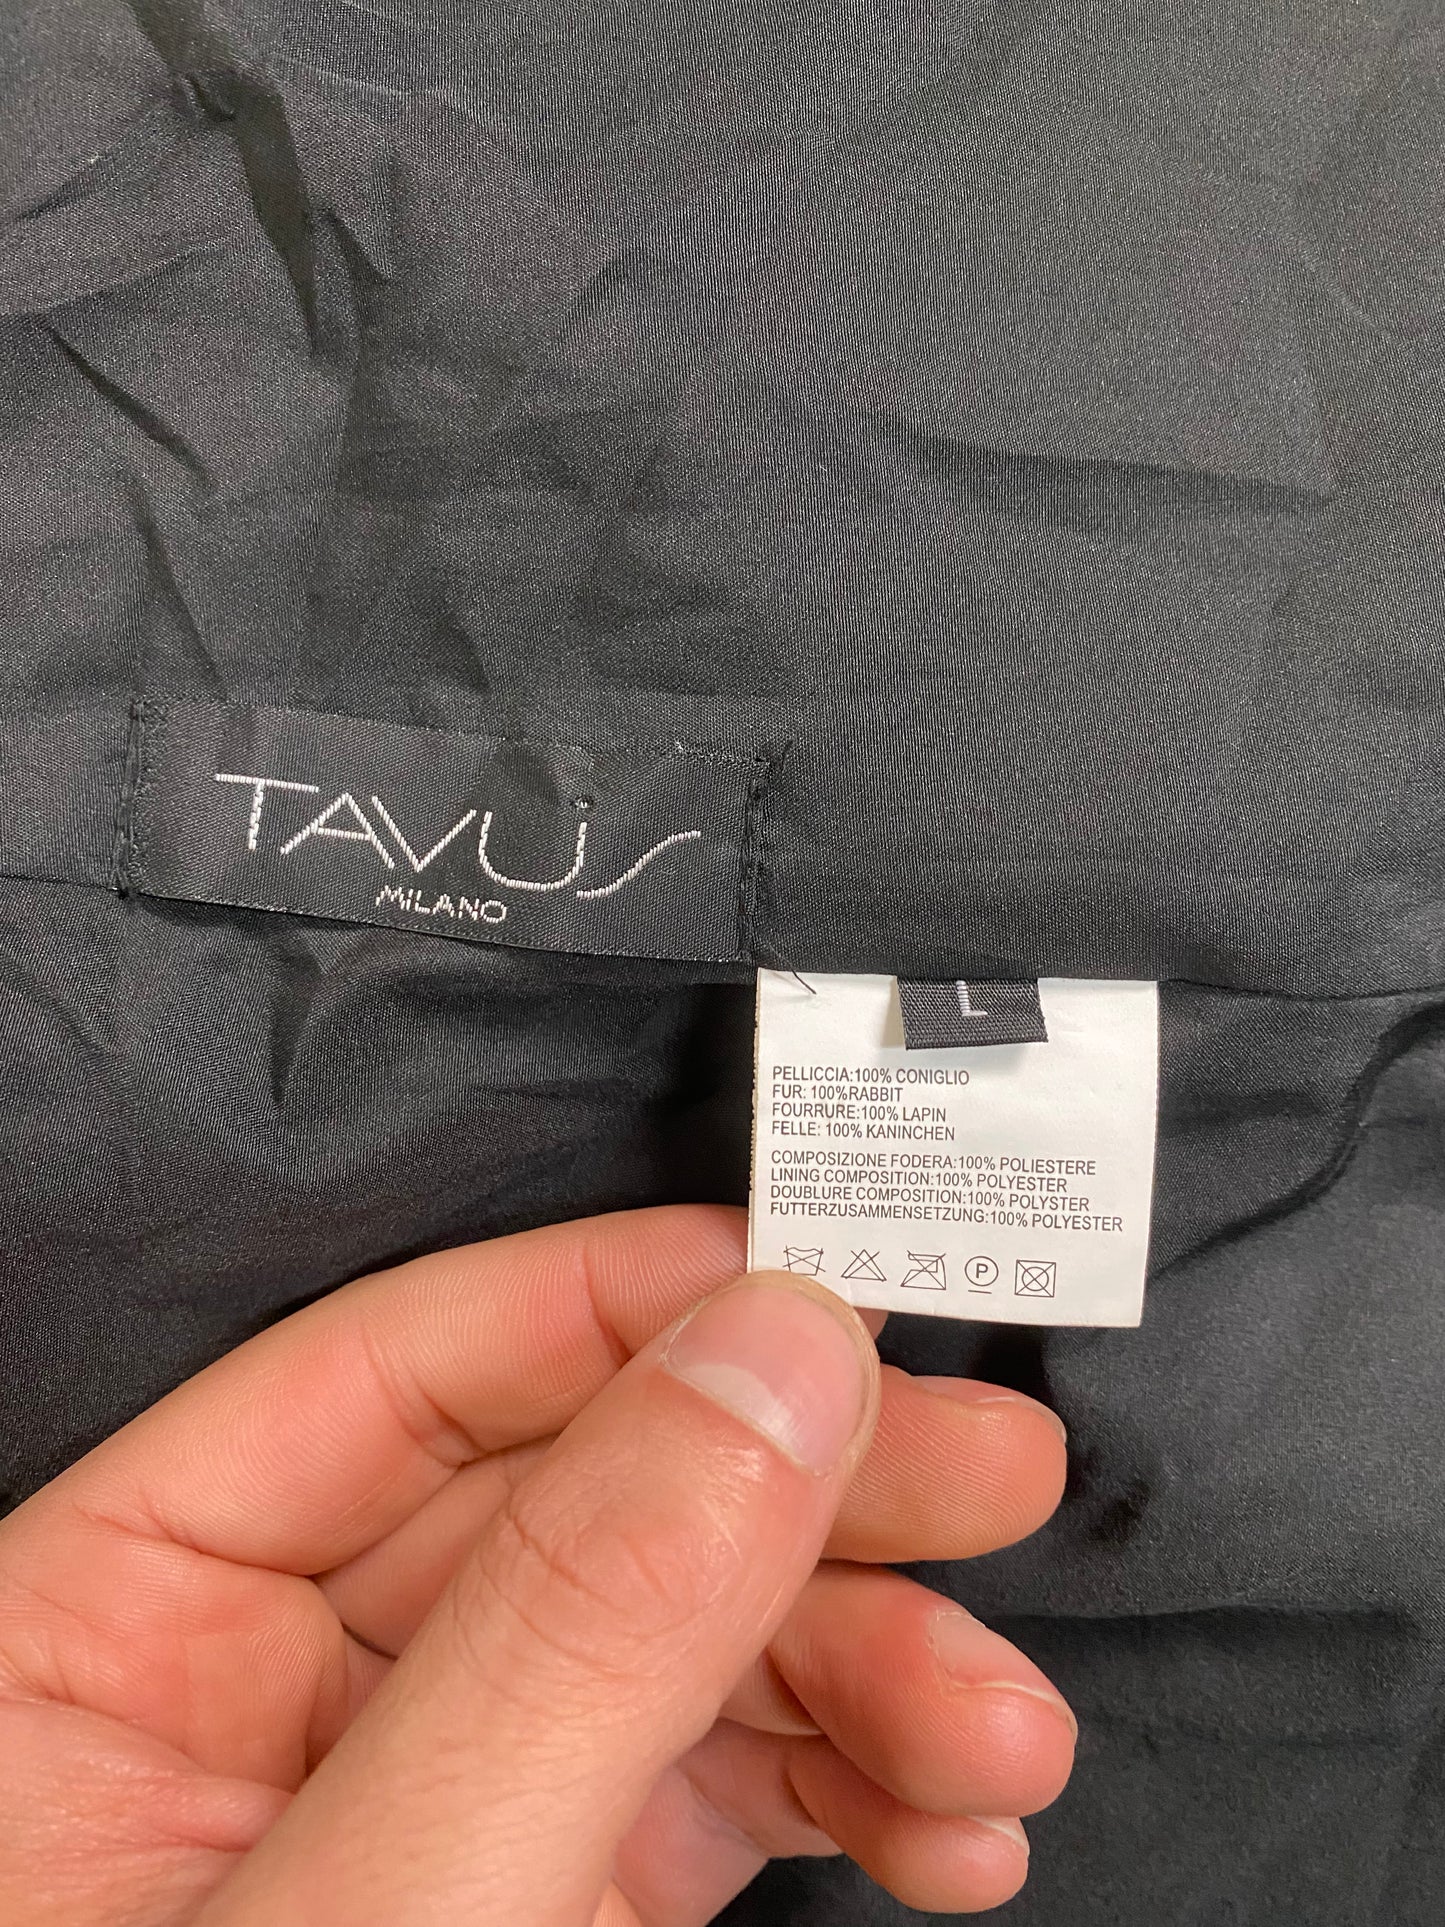 TAVUS
MILANO
L
PELLICCIA:100% CONIGLIO
FUR: 100%RABBIT
FOURRURE:100% LAPIN
FELLE: 100% KANINCHEN
COMPOSIZIONE FODERA:100% POLIESTERE
LINING COMPOSITION:100% POLYESTER
DOUBLURE COMPOSITION:100% POLYSTER
FUTTERZUSAMMENSETZUNG:100% POLYESTER
P